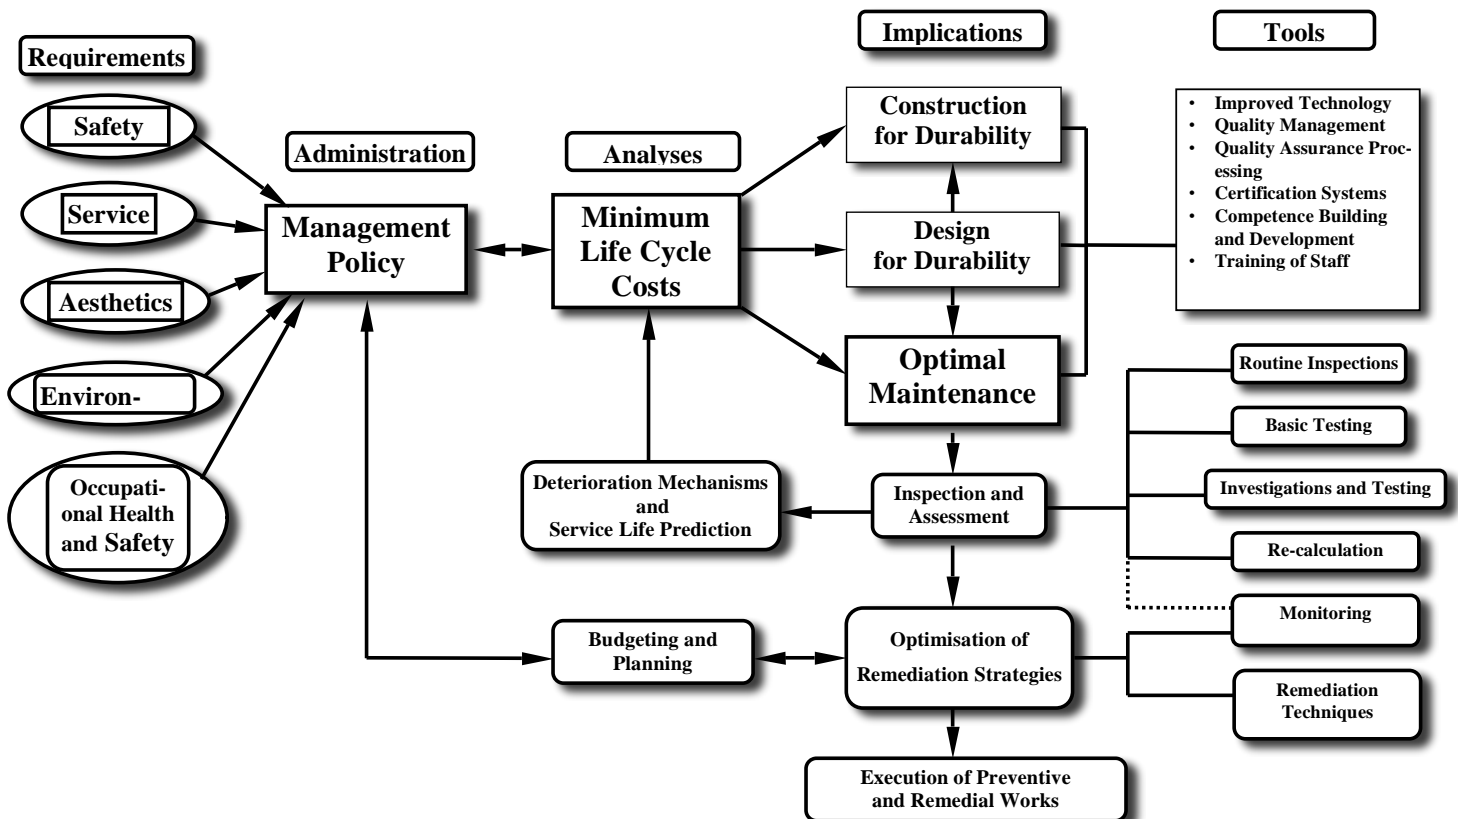 Requirements
Safety
Service
Aesthetics
Environ-
Occupati-
onal Health
and Safety
Administration
Management
Policy
Analyses
Minimum
Life Cycle
Costs
Deterioration Mechanisms
and
Service Life Prediction
Budgeting and
Planning
Implications
Construction
for Durability
Design
for Durability
Optimal
Maintenance
Inspection and
Assessment
Optimisation of
Remediation Strategies
Execution of Preventive
and Remedial Works
Tools
• Improved Technology
• Quality Management
• Quality Assurance Proc-
essing
• Certification Systems
• Competence Building
and Development
• Training of Staff
Routine Inspections
Basic Testing
Investigations and Testing
Re-calculation
Monitoring
Remediation
Techniques